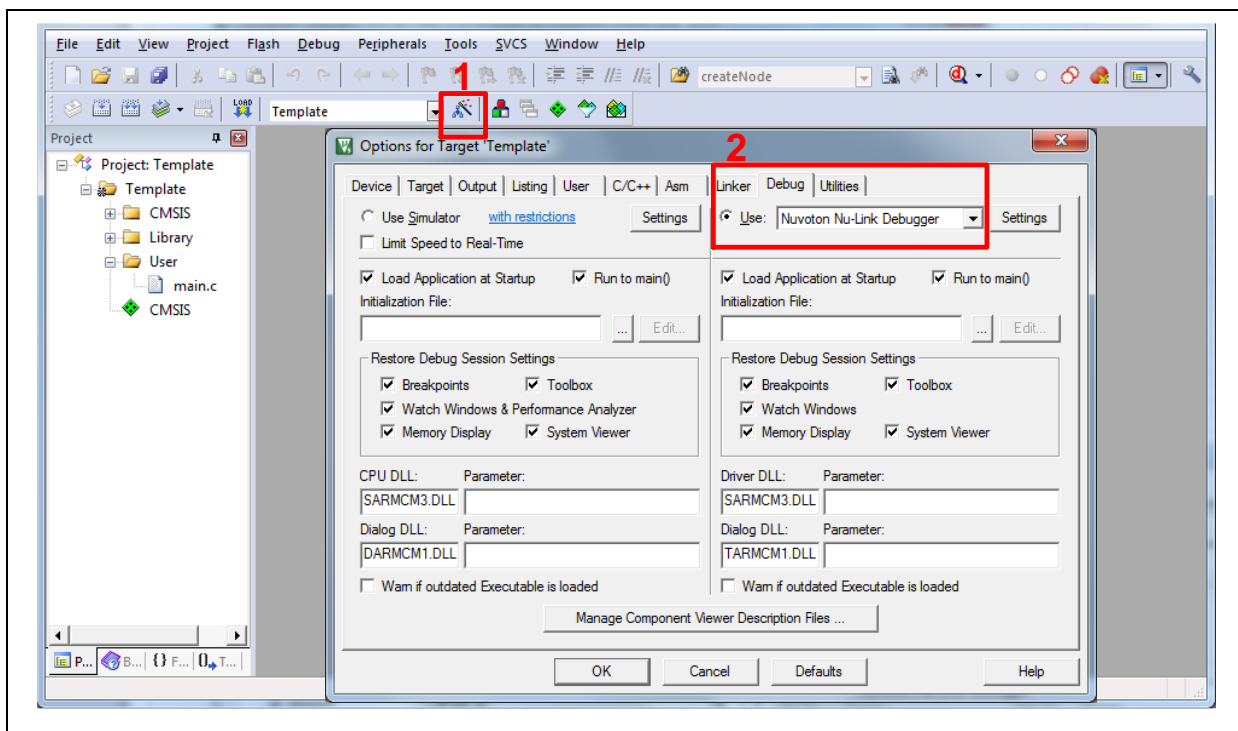 File Edit View Project Flash Debug Peripherals Tools SVCS Window Help
createNode
1
LOAD Template
Project
Project: Template
Template
CMSIS
Library
User
main.c
CMSIS
P... B... {} F... 0 T...
Options for Target 'Template'
2
Device Target Output Listing User C/C++ Asm Linker Debug Utilities
Use Simulator with restrictions Settings Use: Nuvoton Nu-Link Debugger Settings
Limit Speed to Real-Time
Load Application at Startup Run to main() Load Application at Startup Run to main()
Initialization File: Initialization File:
... Edit... ... Edit...
Restore Debug Session Settings Restore Debug Session Settings
Breakpoints Toolbox Breakpoints Toolbox
Watch Windows & Performance Analyzer Watch Windows
Memory Display System Viewer Memory Display System Viewer
CPU DLL: Parameter: Driver DLL: Parameter:
SARMCM3.DLL SARMCM3.DLL
Dialog DLL: Parameter: Dialog DLL: Parameter:
DARMCM1.DLL TARMCM1.DLL
Warn if outdated Executable is loaded Warn if outdated Executable is loaded
Manage Component Viewer Description Files ...
OK Cancel Defaults Help